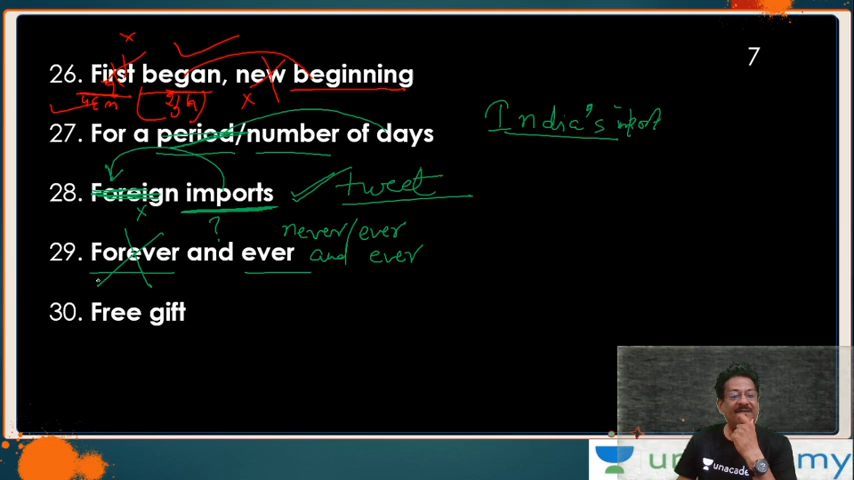 7
26. First began, new beginning
27. For a period/number of days
India's import
28. Foreign imports tweet
?
never/ever
29. Forever and ever and ever
30. Free gift
unacademy